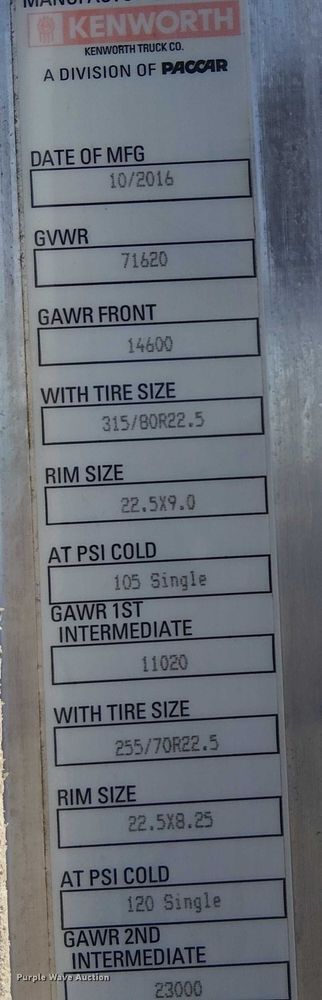 KENWORTH
KENWORTH TRUCK CO.
A DIVISION OF PACCAR
DATE OF MFG
10/2016
GVWR
71620
GAWR FRONT
14600
WITH TIRE SIZE
315/80R22.5
RIM SIZE
22.5X9.0
AT PSI COLD
105 Single
GAWR 1ST
INTERMEDIATE
11020
WITH TIRE SIZE
255/70R22.5
RIM SIZE
22.5X8.25
AT PSI COLD
120 Single
GAWR 2ND
INTERMEDIATE
23000
Purple Wave Auction